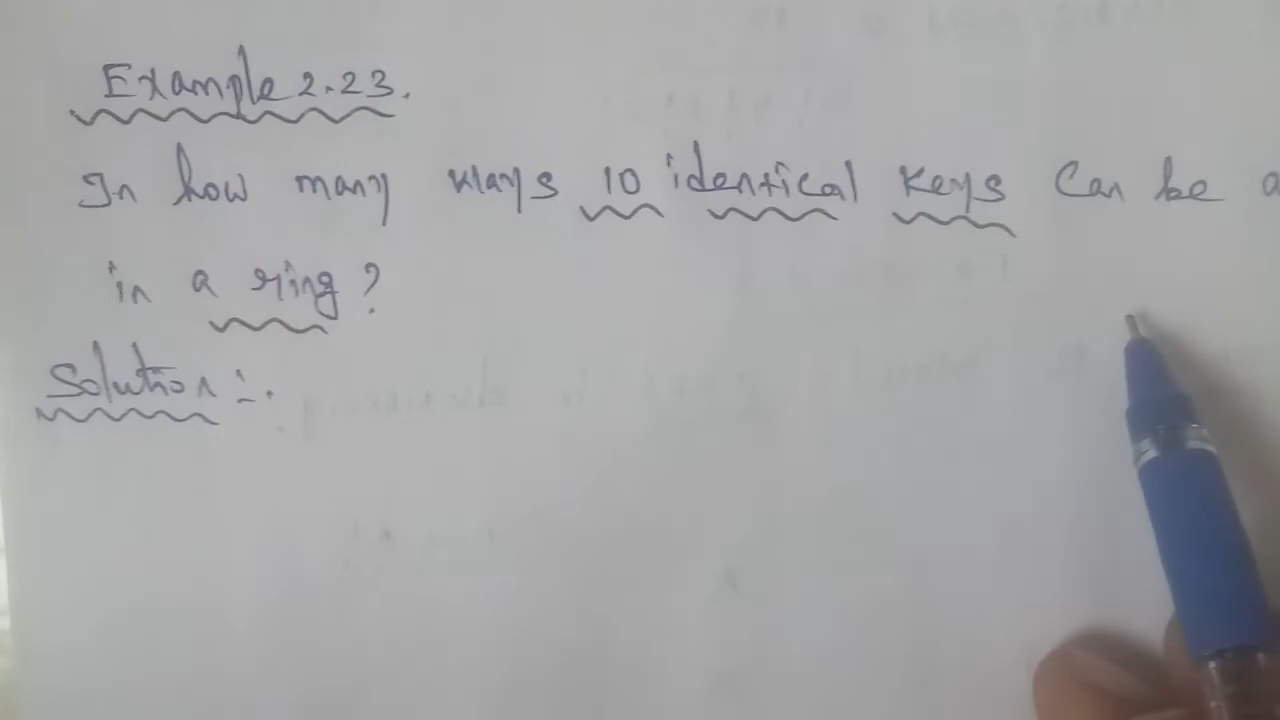 Example 2.23.
In how many ways 10 identical keys can be
in a ring?
Solution:-